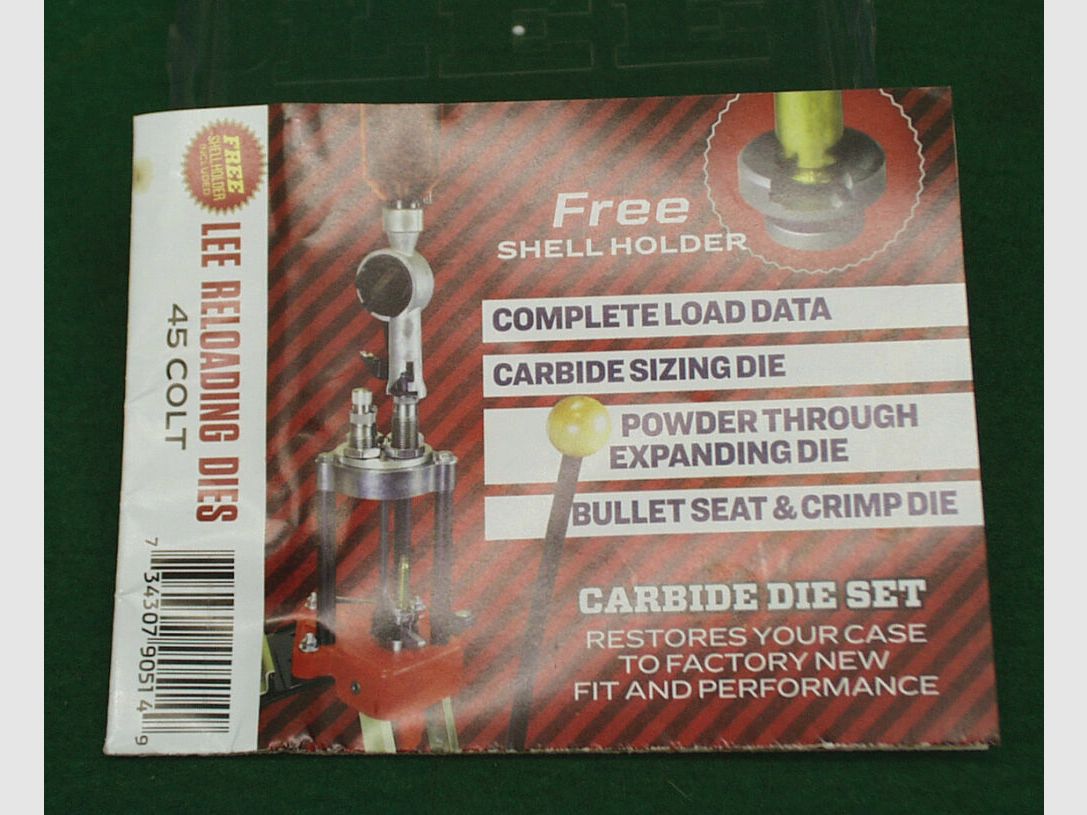 FREE
SHELL HOLDER
INCLUDED
LEE RELOADING DIES
45 COLT
7 34307 90514 9
Free
SHELL HOLDER
COMPLETE LOAD DATA
CARBIDE SIZING DIE
POWDER THROUGH
EXPANDING DIE
BULLET SEAT & CRIMP DIE
CARBIDE DIE SET
RESTORES YOUR CASE
TO FACTORY NEW
FIT AND PERFORMANCE